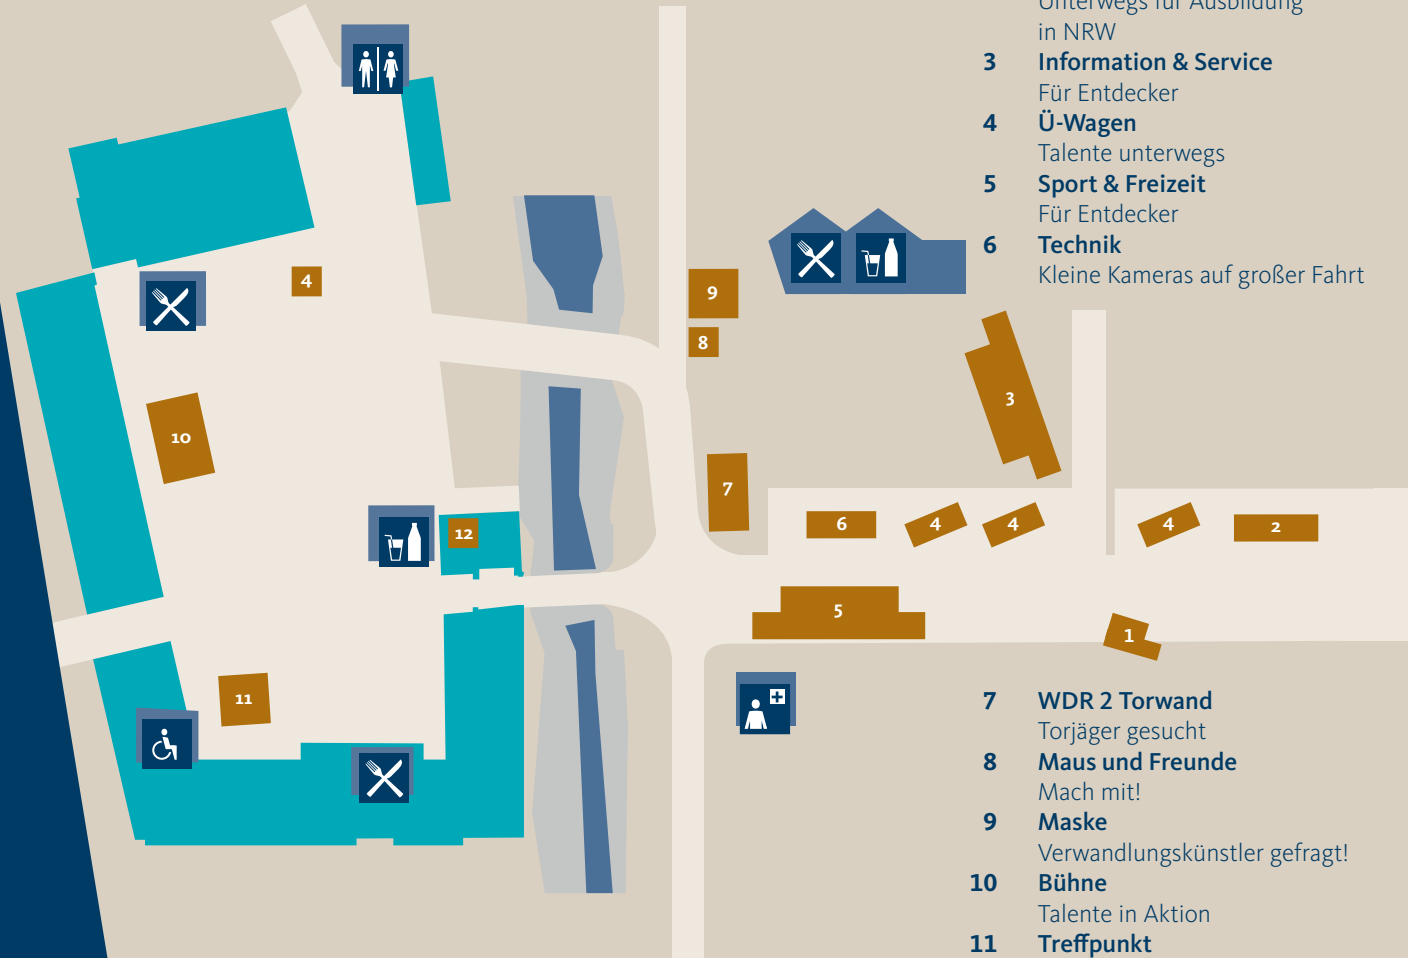 Unterwegs für Ausbildung
in NRW
3 Information & Service
Für Entdecker
4 Ü-Wagen
Talente unterwegs
5 Sport & Freizeit
Für Entdecker
6 Technik
Kleine Kameras auf großer Fahrt
4
9
8
3
10
7
12
6
4
4
4
2
5
1
11
7 WDR 2 Torwand
Torjäger gesucht
8 Maus und Freunde
Mach mit!
9 Maske
Verwandlungskünstler gefragt!
10 Bühne
Talente in Aktion
11 Treffpunkt